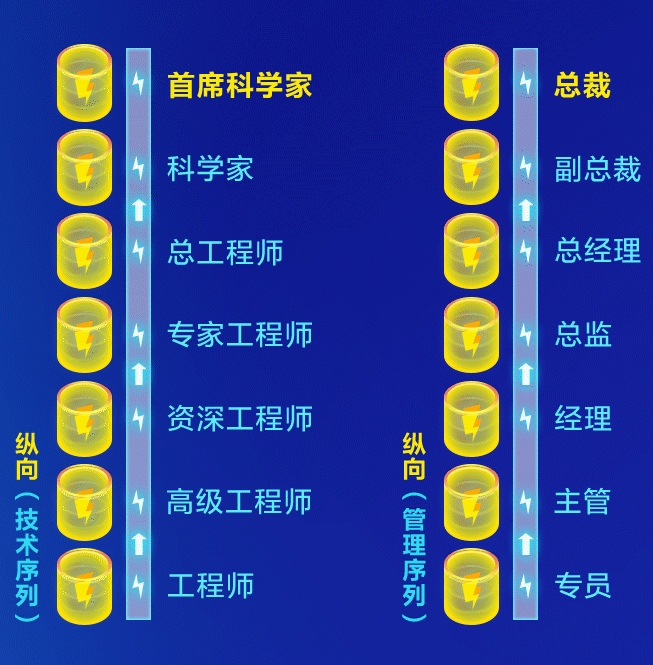 首席科学家
科学家
总工程师
专家工程师
资深工程师
高级工程师
工程师
纵向（技术序列）
总裁
副总裁
总经理
总监
经理
主管
专员
纵向（管理序列）